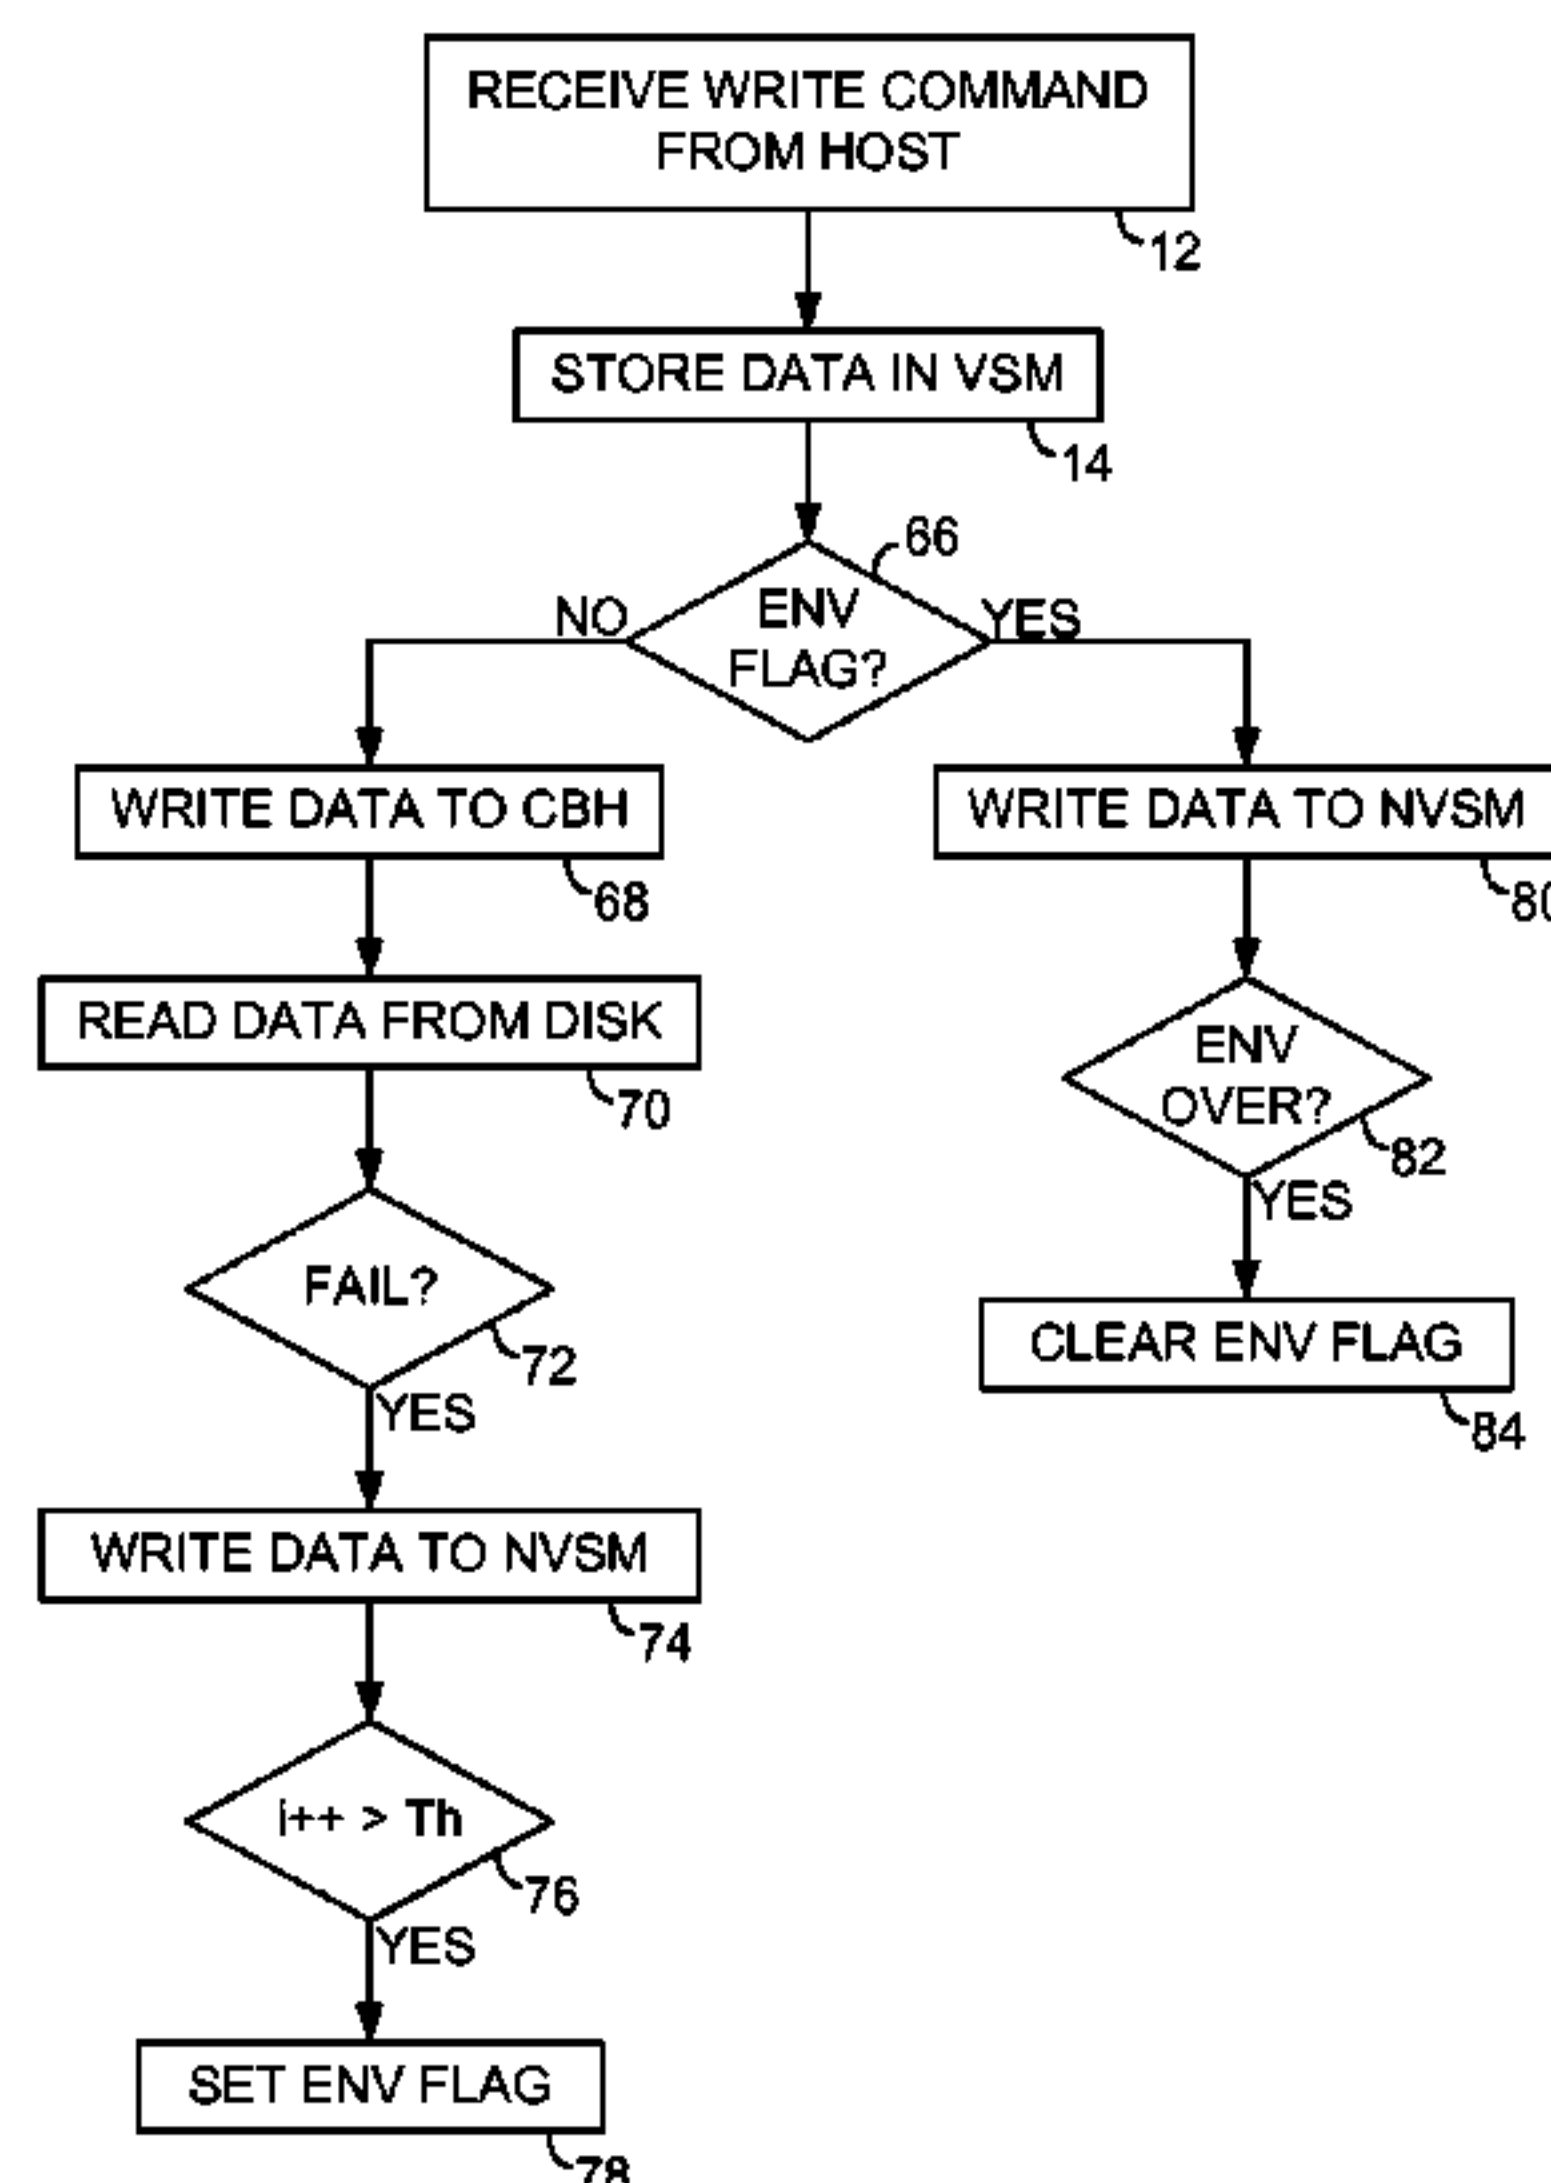 RECEIVE WRITE COMMAND
FROM HOST
12
STORE DATA IN VSM
14
66
ENV
FLAG?
NO
YES
WRITE DATA TO CBH
68
WRITE DATA TO NVSM
80
READ DATA FROM DISK
70
ENV
OVER?
82
YES
FAIL?
72
YES
CLEAR ENV FLAG
84
WRITE DATA TO NVSM
74
i++ > Th
76
YES
SET ENV FLAG
78